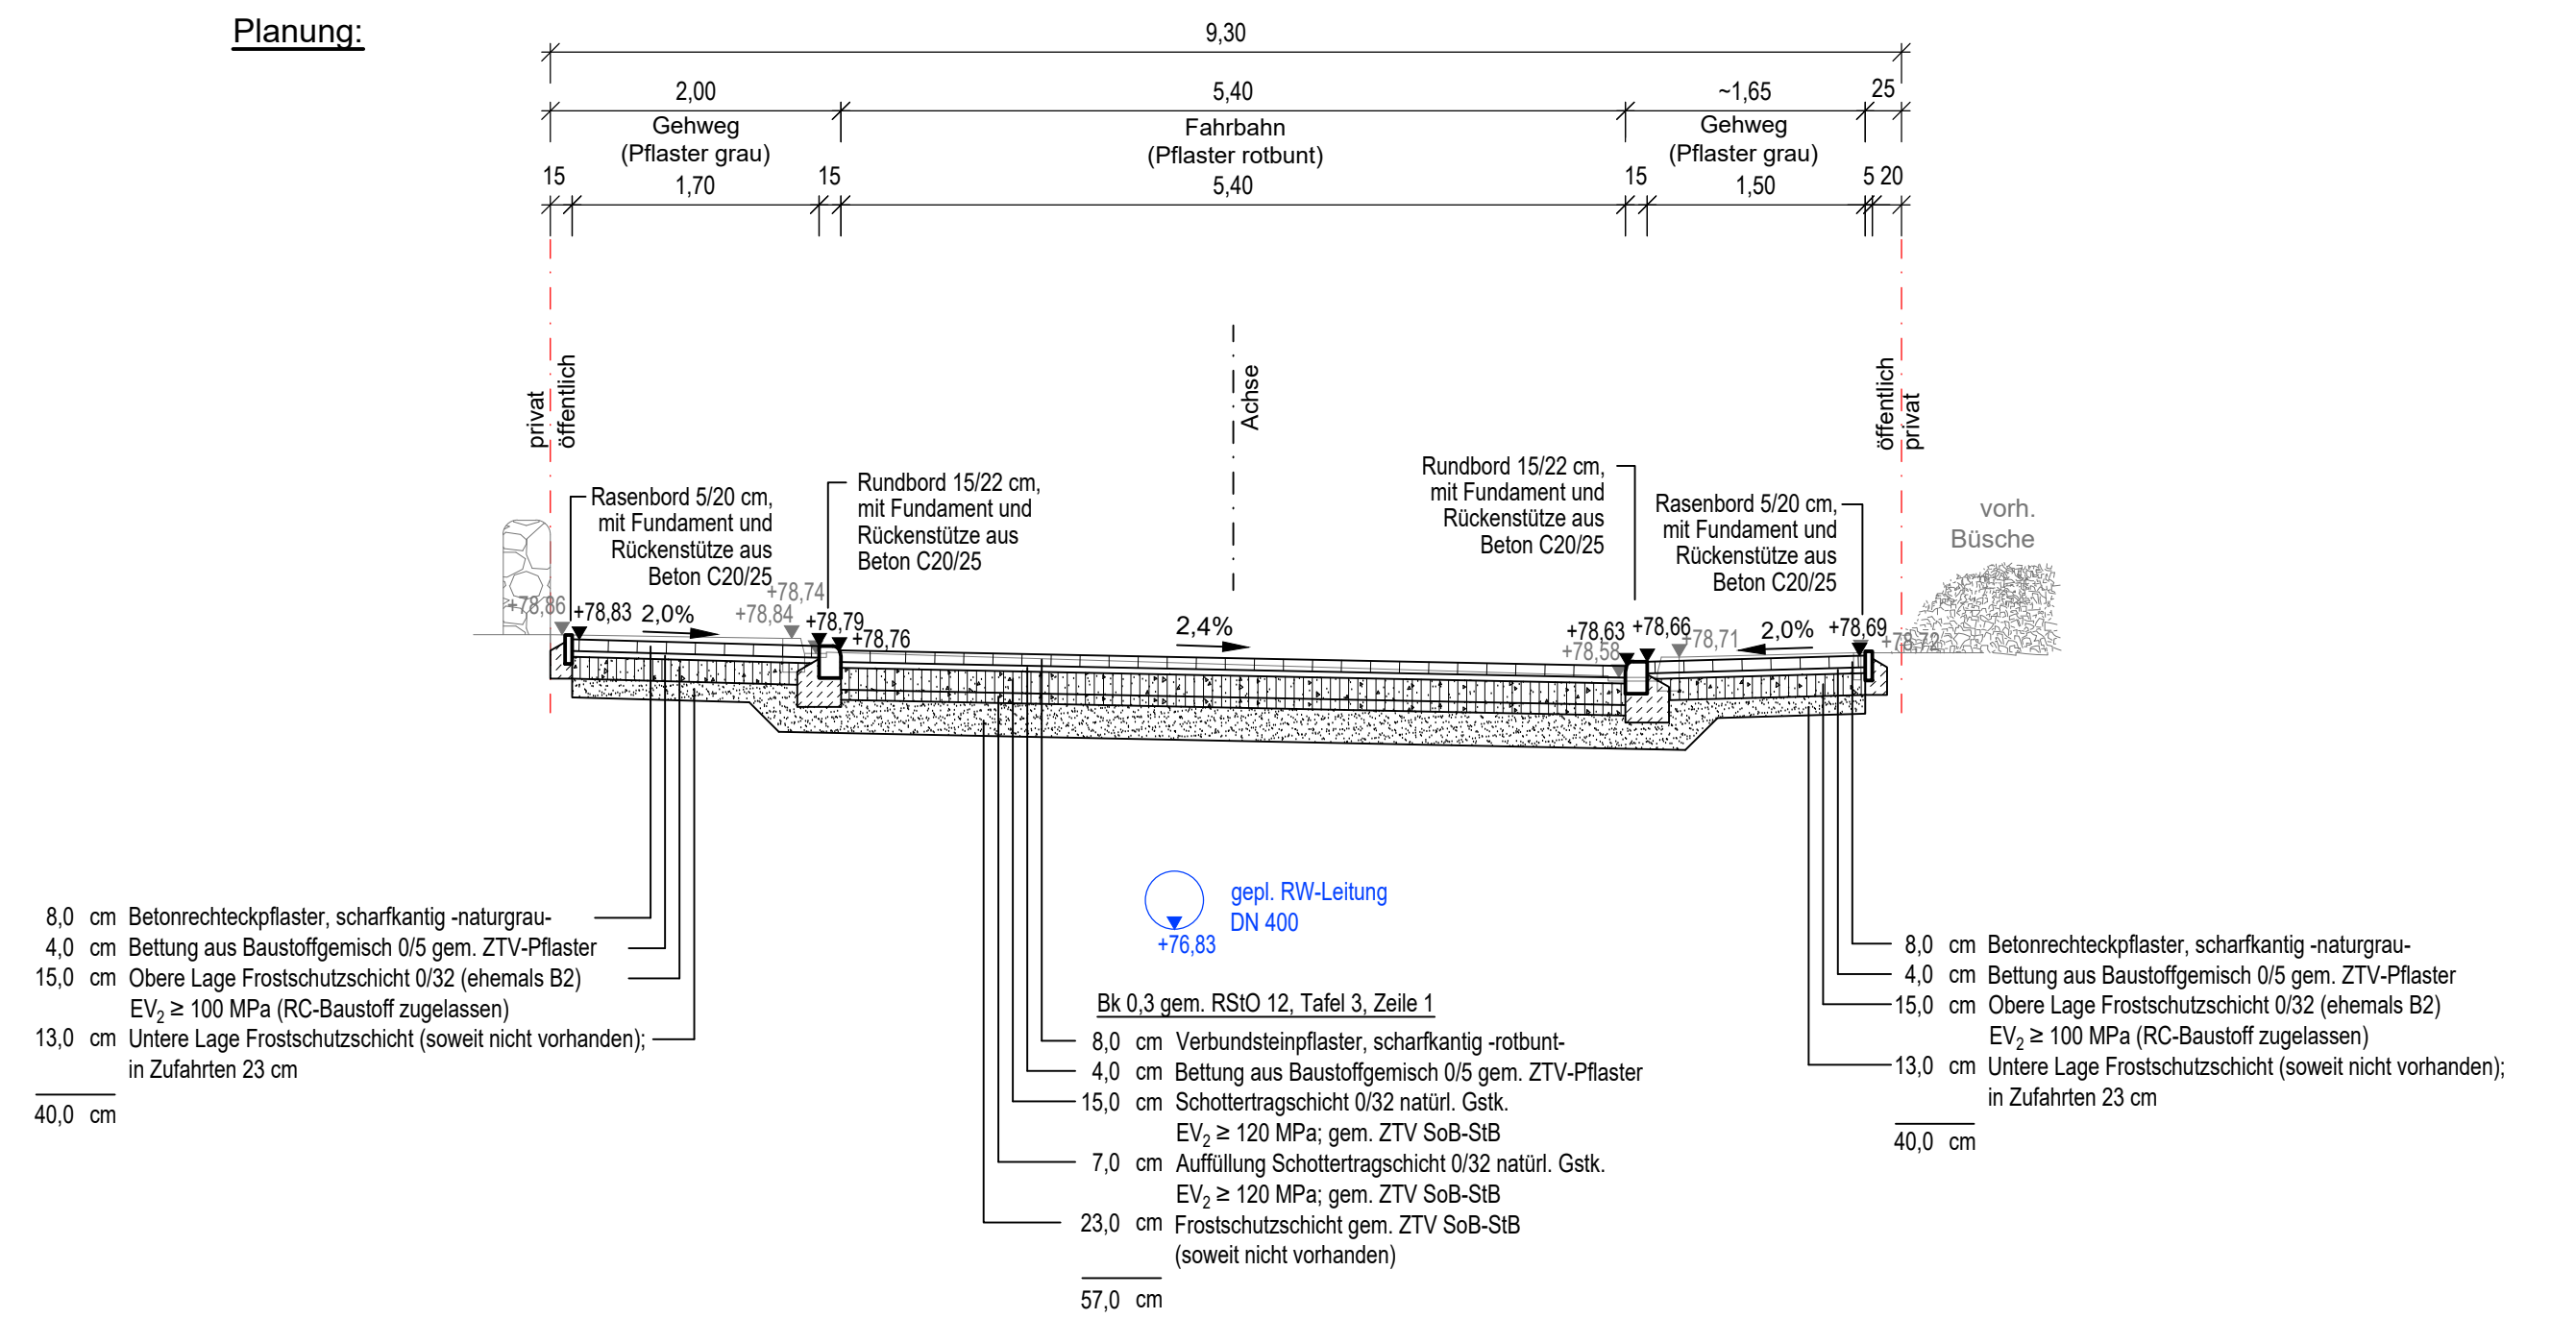 Planung:
9,30
2,00
5,40
~1,65
25
Gehweg
(Pflaster grau)
Fahrbahn
(Pflaster rotbunt)
Gehweg
(Pflaster grau)
15
1,70
15
5,40
15
1,50
5 20
privat
öffentlich
Achse
öffentlich
privat
Rasenbord 5/20 cm,
mit Fundament und
Rückenstütze aus
Beton C20/25
Rundbord 15/22 cm,
mit Fundament und
Rückenstütze aus
Beton C20/25
Rundbord 15/22 cm,
mit Fundament und
Rückenstütze aus
Beton C20/25
Rasenbord 5/20 cm,
mit Fundament und
Rückenstütze aus
Beton C20/25
vorh.
Büsche
+78,86
+78,83
2,0%
+78,84
+78,74
+78,79
+78,76
2,4%
+78,63
+78,58
+78,66
+78,71
2,0%
+78,69
+78,72
gepl. RW-Leitung
DN 400
+76,83
8,0 cm Betonrechteckpflaster, scharfkantig -naturgrau-
4,0 cm Bettung aus Baustoffgemisch 0/5 gem. ZTV-Pflaster
15,0 cm Obere Lage Frostschutzschicht 0/32 (ehemals B2)
EV2 ≥ 100 MPa (RC-Baustoff zugelassen)
13,0 cm Untere Lage Frostschutzschicht (soweit nicht vorhanden);
in Zufahrten 23 cm
40,0 cm
Bk 0,3 gem. RStO 12, Tafel 3, Zeile 1
8,0 cm Verbundsteinpflaster, scharfkantig -rotbunt-
4,0 cm Bettung aus Baustoffgemisch 0/5 gem. ZTV-Pflaster
15,0 cm Schottertragschicht 0/32 natürl. Gstk.
EV2 ≥ 120 MPa; gem. ZTV SoB-StB
7,0 cm Auffüllung Schottertragschicht 0/32 natürl. Gstk.
EV2 ≥ 120 MPa; gem. ZTV SoB-StB
23,0 cm Frostschutzschicht gem. ZTV SoB-StB
(soweit nicht vorhanden)
57,0 cm
8,0 cm Betonrechteckpflaster, scharfkantig -naturgrau-
4,0 cm Bettung aus Baustoffgemisch 0/5 gem. ZTV-Pflaster
15,0 cm Obere Lage Frostschutzschicht 0/32 (ehemals B2)
EV2 ≥ 100 MPa (RC-Baustoff zugelassen)
13,0 cm Untere Lage Frostschutzschicht (soweit nicht vorhanden);
in Zufahrten 23 cm
40,0 cm